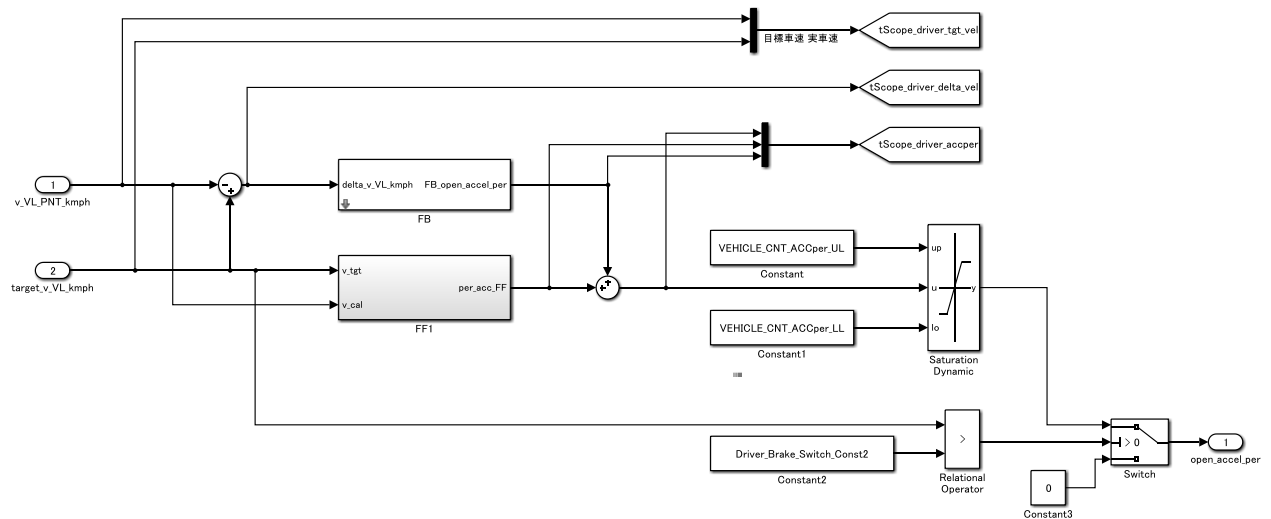 目標車速 実車速
tScope_driver_tgt_vel
tScope_driver_delta_vel
tScope_driver_accper
1
v_VL_PNT_kmph
-
+
delta_v_VL_kmph
FB_open_accel_per
FB
2
target_v_VL_kmph
v_tgt
v_cal
per_acc_FF
FF1
+
+
VEHICLE_CNT_ACCper_UL
Constant
VEHICLE_CNT_ACCper_LL
Constant1
up
u
lo
y
Saturation
Dynamic
Driver_Brake_Switch_Const2
Constant2
>
Relational
Operator
0
Constant3
> 0
Switch
1
open_accel_per